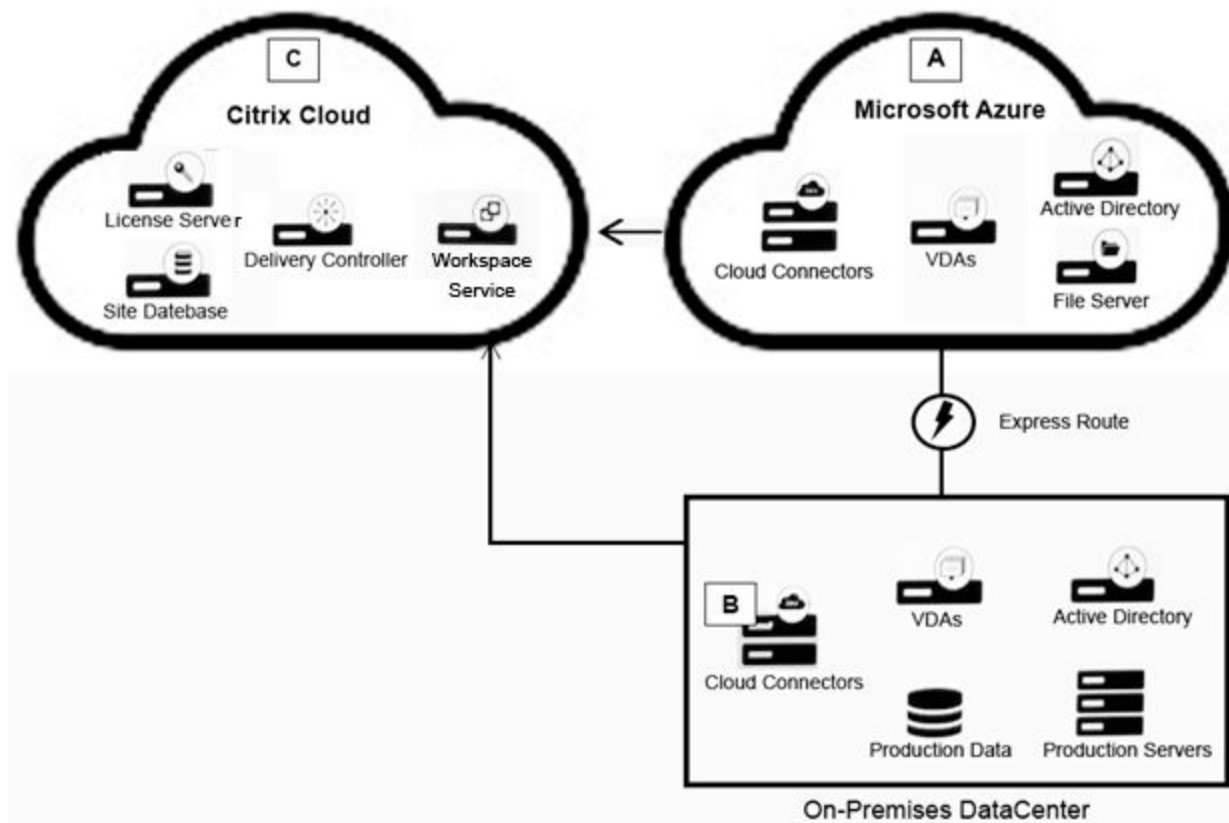 C
Citrix Cloud
License Server
Site Datebase
Delivery Controller
Workspace
Service
A
Microsoft Azure
Cloud Connectors
VDAs
Active Directory
File Server
Express Route
B
Cloud Connectors
VDAs
Active Directory
Production Data
Production Servers
On-Premises DataCenter